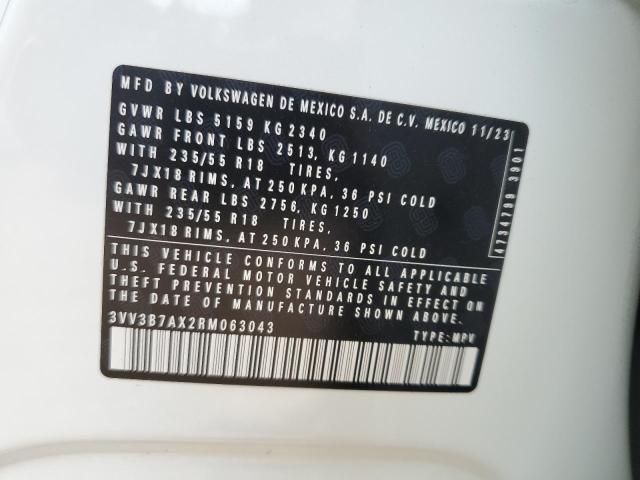 MFD BY VOLKSWAGEN DE MEXICO S.A. DE C.V. MEXICO 11/23
GVWR LBS 5159 KG 2340
GAWR FRONT LBS 2513, KG 1140
WITH 235/55 R18 TIRES,
7JX18 RIMS, AT 250 KPA, 36 PSI COLD
GAWR REAR LBS 2756, KG 1250
WITH 235/55 R18 TIRES,
7JX18 RIMS, AT 250 KPA, 36 PSI COLD
THIS VEHICLE CONFORMS TO ALL APPLICABLE
U.S. FEDERAL MOTOR VEHICLE SAFETY AND
THEFT PREVENTION STANDARDS IN EFFECT ON
THE DATE OF MANUFACTURE SHOWN ABOVE
3VV3B7AX2RM063043
TYPE: MPV
4734799 3901